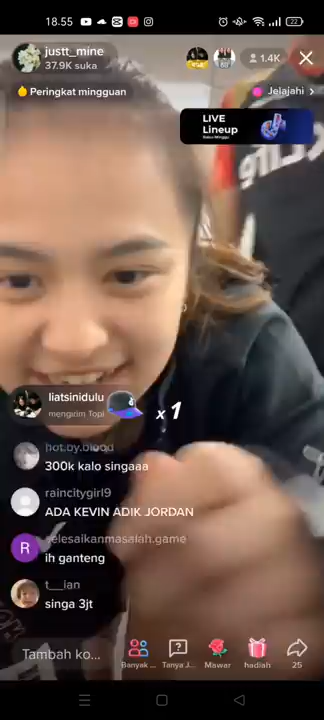 18.55
22
justt_mine
37.9K suka
1.4K
Peringkat mingguan
Jelajahi
LIVE
Lineup
liatsinidulu
mengirim Topi
x 1
hot.by.blood
300k kalo singaaa
raincitygirl9
ADA KEVIN ADIK JORDAN
R
selesaikanmasalah.game
ih ganteng
t__ian
singa 3jt
Tambah ko...
Banyak ...
Tanya J...
Mawar
hadiah
25